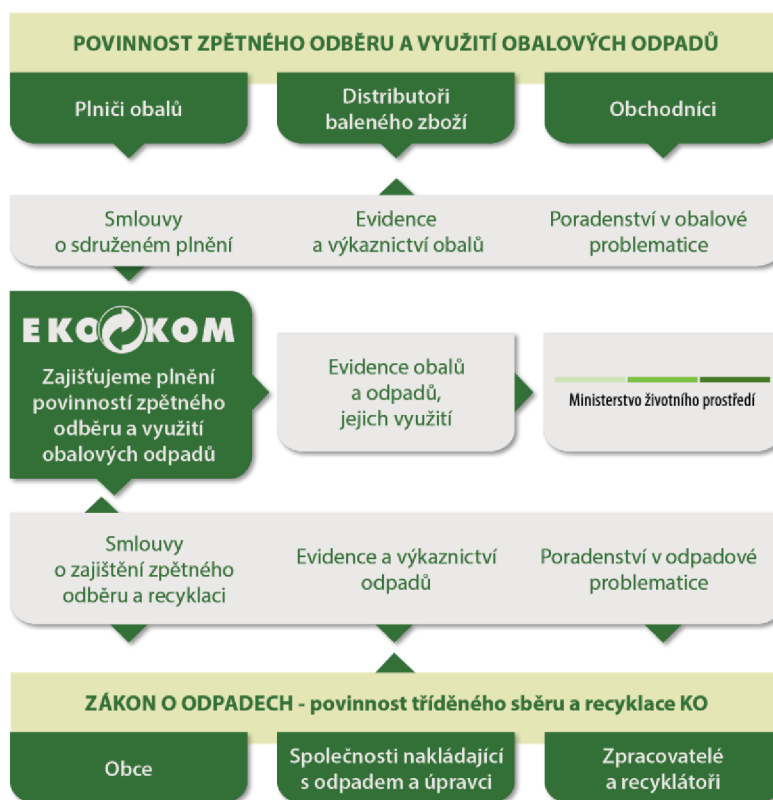 POVINNOST ZPĚTNÉHO ODBĚRU A VYUŽITÍ OBALOVÝCH ODPADŮ
Plniči obalů
Distributoři
baleného zboží
Obchodníci
Smlouvy
o sdruženém plnění
Evidence
a výkaznictví obalů
Poradenství v obalové
problematice
EKO KOM
Zajišťujeme plnění
povinností zpětného
odběru a využití
obalových odpadů
Evidence obalů
a odpadů,
jejich využití
Ministerstvo životního prostředí
Smlouvy
o zajištění zpětného
odběru a recyklaci
Evidence a výkaznictví
odpadů
Poradenství v odpadové
problematice
ZÁKON O ODPADECH - povinnost tříděného sběru a recyklace KO
Obce
Společnosti nakládající
s odpadem a úpravci
Zpracovatelé
a recyklátoři